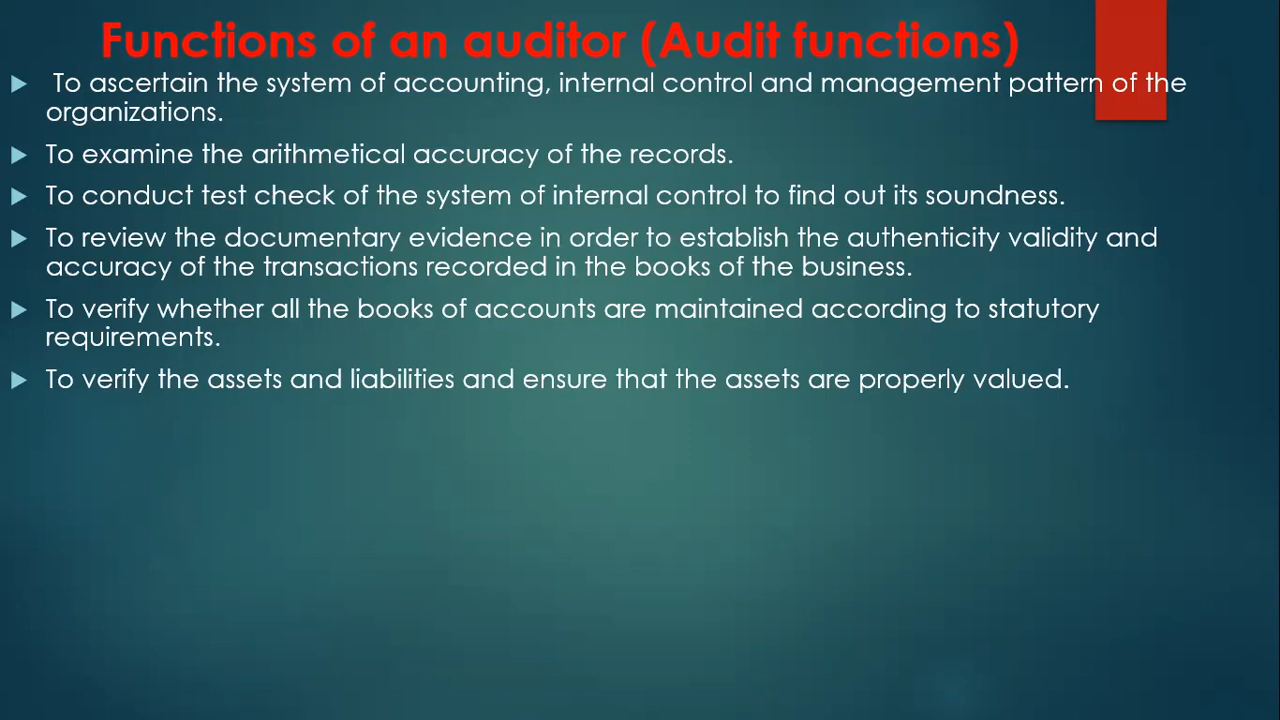 Functions of an auditor (Audit functions)
To ascertain the system of accounting, internal control and management pattern of the
organizations.
To examine the arithmetical accuracy of the records.
To conduct test check of the system of internal control to find out its soundness.
To review the documentary evidence in order to establish the authenticity validity and
accuracy of the transactions recorded in the books of the business.
To verify whether all the books of accounts are maintained according to statutory
requirements.
To verify the assets and liabilities and ensure that the assets are properly valued.